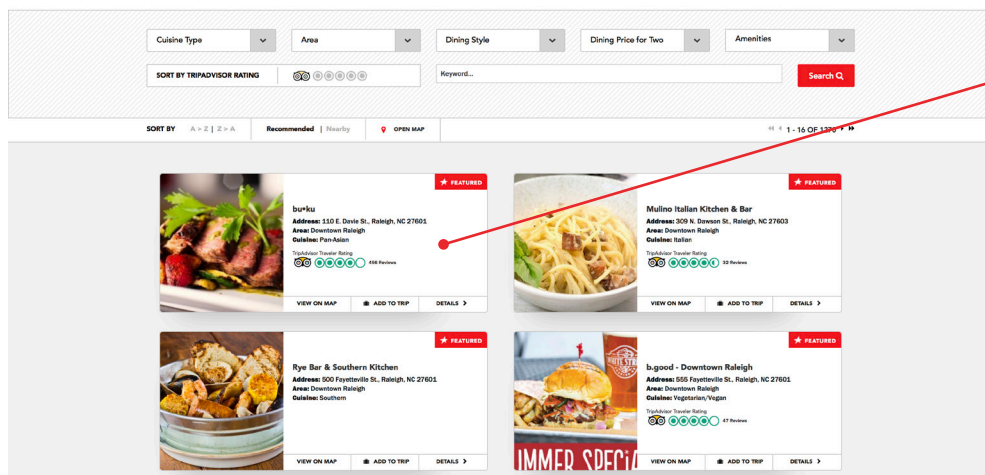 Cuisine Type
Area
Dining Style
Dining Price for Two
Amenities
SORT BY TRIPADVISOR RATING
Keyword...
Search
SORT BY A > Z | Z > A Recommended | Nearby OPEN MAP
1 - 16 OF 1270
FEATURED
bu•ku
Address: 110 E. Davie St., Raleigh, NC 27601
Area: Downtown Raleigh
Cuisine: Pan-Asian
TripAdvisor Traveler Rating
456 Reviews
VIEW ON MAP ADD TO TRIP DETAILS >
FEATURED
Mulino Italian Kitchen & Bar
Address: 309 N. Dawson St., Raleigh, NC 27603
Area: Downtown Raleigh
Cuisine: Italian
TripAdvisor Traveler Rating
32 Reviews
VIEW ON MAP ADD TO TRIP DETAILS >
FEATURED
Rye Bar & Southern Kitchen
Address: 500 Fayetteville St., Raleigh, NC 27601
Area: Downtown Raleigh
Cuisine: Southern
VIEW ON MAP ADD TO TRIP DETAILS >
FEATURED
b.good - Downtown Raleigh
Address: 555 Fayetteville St., Raleigh, NC 27601
Area: Downtown Raleigh
Cuisine: Vegetarian/Vegan
TripAdvisor Traveler Rating
47 Reviews
VIEW ON MAP ADD TO TRIP DETAILS >